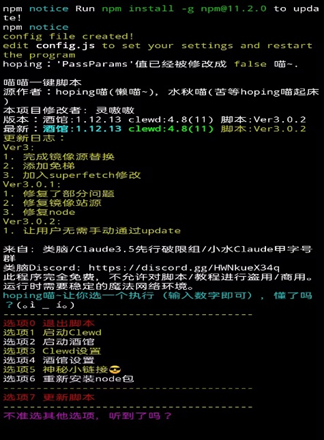 npm notice Run npm install -g npm@11.2.0 to upda
te!
npm notice
config file created!
edit config.js to set your settings and restart
the program
hoping：'PassParams'值已经被修改成 false 喵~.
喵喵一键脚本
源作者：hoping喵(懒喵~)，水秋喵(苦等hoping喵起床
)
本项目修改者：灵嗷嗷
版本：酒馆:1.12.13 clewd:4.8(11) 脚本:Ver3.0.2
最新：酒馆:1.12.13 clewd:4.8(11) 脚本:Ver3.0.2
更新日志：
Ver3:
1. 完成镜像源替换
2. 添加免梯
3. 加入superfetch修改
Ver3.0.1:
1. 修复了部分问题
2. 修复镜像站源
3. 修复node
Ver3.0.2:
1. 让用户无需手动通过update
来自：类脑/Claude3.5先行破限组/小水Claude甲字号
群
类脑Discord: https://discord.gg/HWNkueX34q
此程序完全免费，不允许对脚本/教程进行盗用/商用。
运行时需要稳定的魔法网络环境。
hoping喵~让你选一个执行（输入数字即可），懂了吗
？(｡ì _ í｡)
----------------------------------------
选项0 退出脚本
选项1 启动Clewd
选项2 启动酒馆
选项3 Clewd设置
选项4 酒馆设置
选项5 神秘小链接😎
选项6 重新安装node包
----------------------------------------
选项7 更新脚本
----------------------------------------
不准选其他选项，听到了吗？